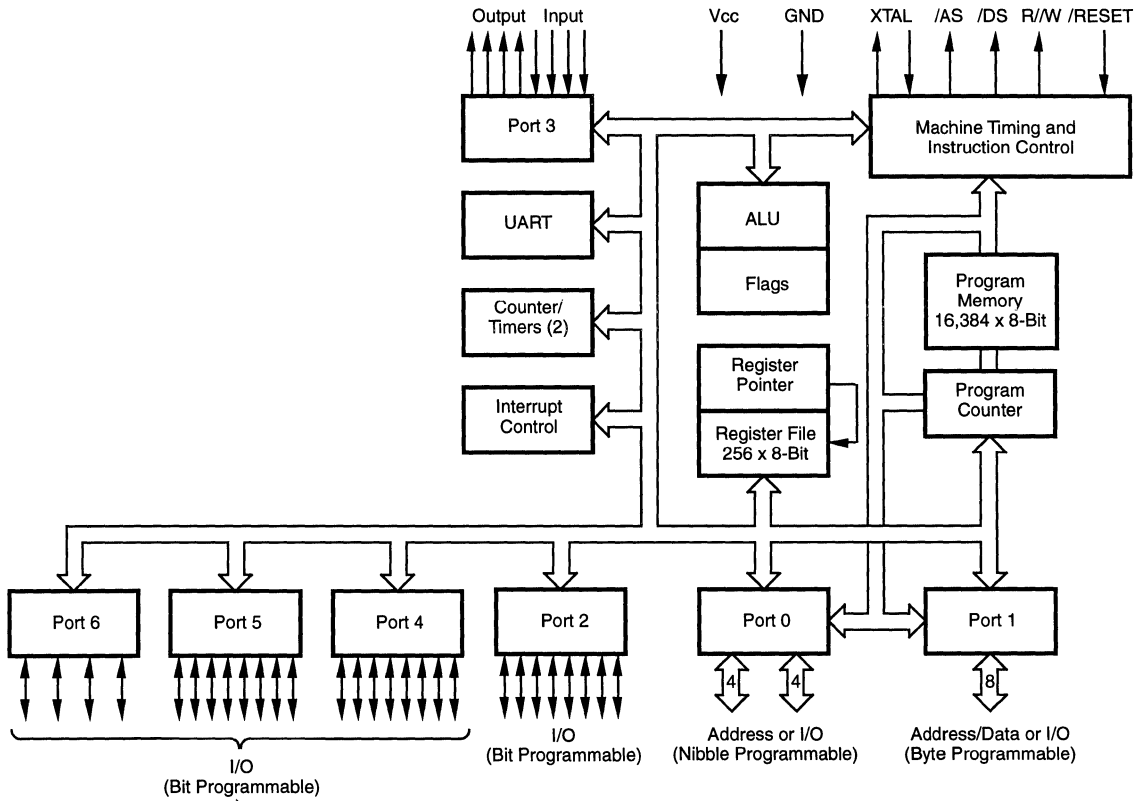 Output Input
Vcc GND
XTAL /AS /DS R//W /RESET
Port 3
Machine Timing and
Instruction Control
UART
ALU
Flags
Counter/
Timers (2)
Program
Memory
16,384 x 8-Bit
Register
Pointer
Program
Counter
Interrupt
Control
Register File
256 x 8-Bit
Port 6
Port 5
Port 4
Port 2
Port 0
Port 1
4
4
8
I/O
(Bit Programmable)
I/O
(Bit Programmable)
Address or I/O
(Nibble Programmable)
Address/Data or I/O
(Byte Programmable)